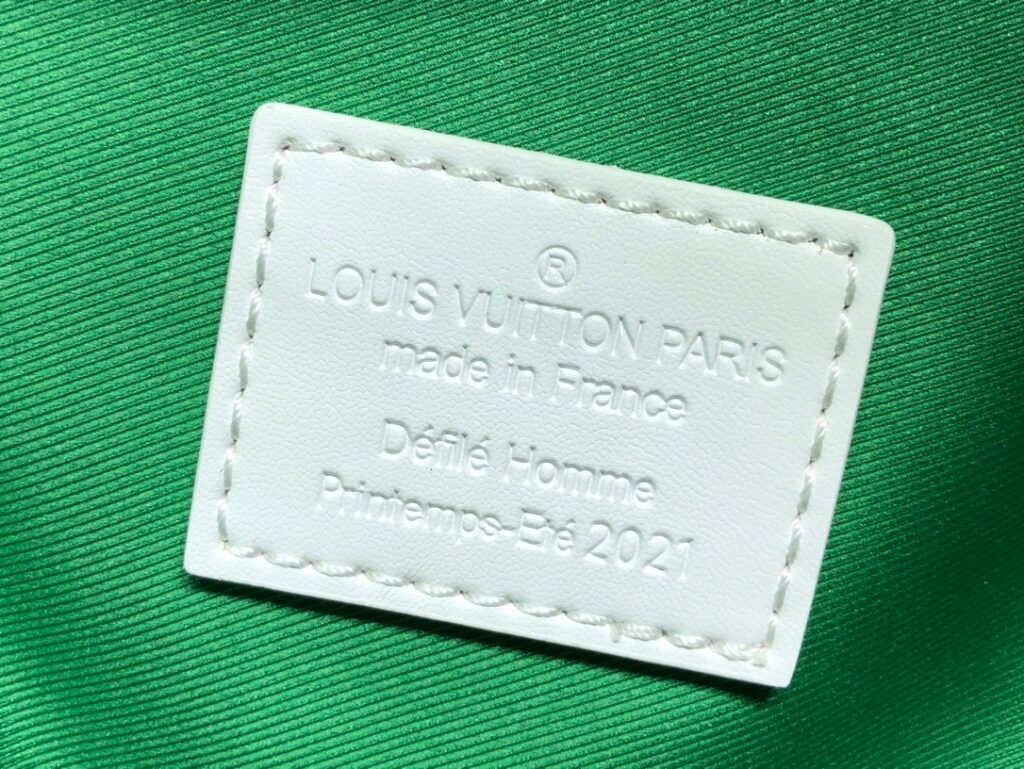 ®
LOUIS VUITTON PARIS
made in France
Défilé Homme
Printemps-Eté 2021